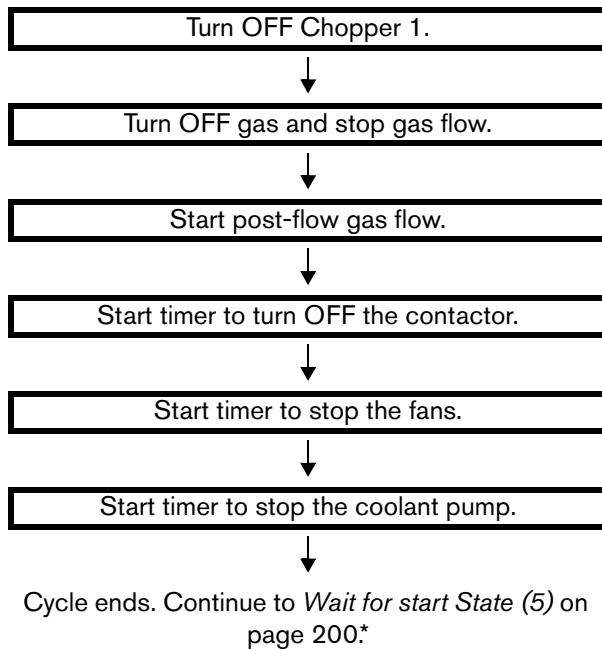 Turn OFF Chopper 1.
Turn OFF gas and stop gas flow.
Start post-flow gas flow.
Start timer to turn OFF the contactor.
Start timer to stop the fans.
Start timer to stop the coolant pump.
Cycle ends. Continue to Wait for start State (5) on
page 200.*